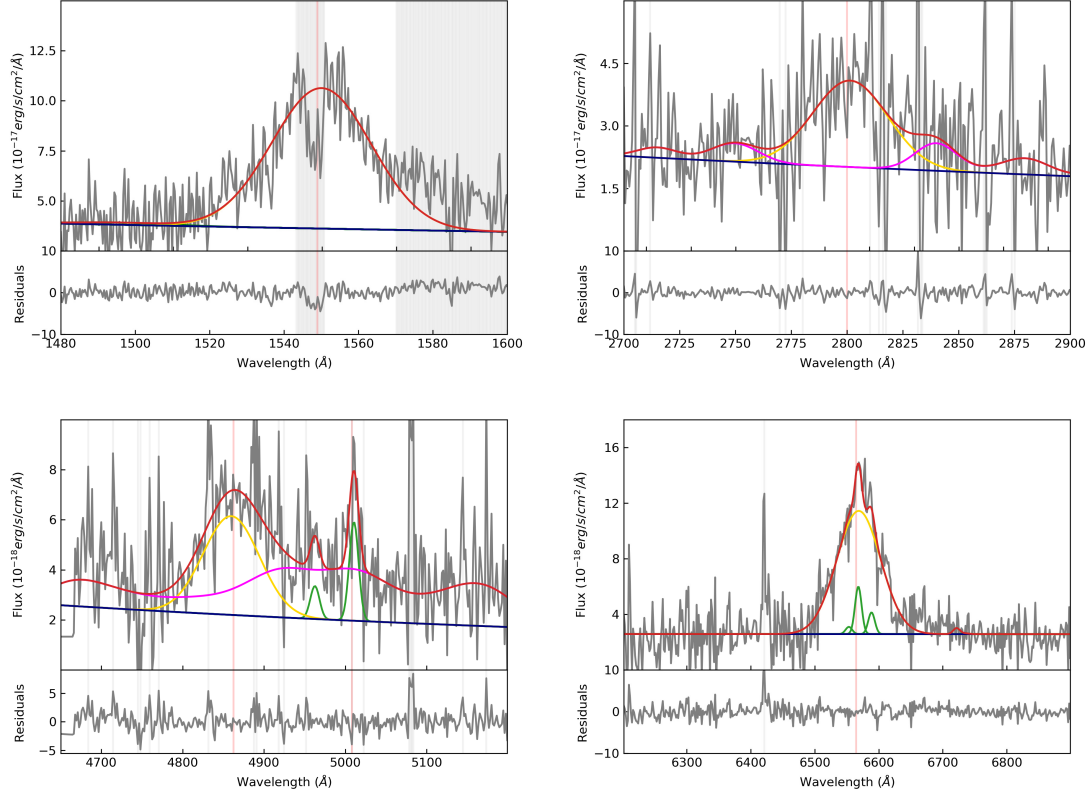 12.5
10.0
7.5
5.0
Flux (10⁻¹⁷erg/s/cm²/Å)
10
0
−10
Residuals
1480 1500 1520 1540 1560 1580 1600
Wavelength (Å)
4.5
3.0
1.5
Flux (10⁻¹⁷erg/s/cm²/Å)
10
0
−10
Residuals
2700 2725 2750 2775 2800 2825 2850 2875 2900
Wavelength (Å)
8
6
4
2
Flux (10⁻¹⁸erg/s/cm²/Å)
5
0
−5
Residuals
4700 4800 4900 5000 5100
Wavelength (Å)
16
12
8
4
Flux (10⁻¹⁸erg/s/cm²/Å)
10
0
−10
Residuals
6300 6400 6500 6600 6700 6800
Wavelength (Å)